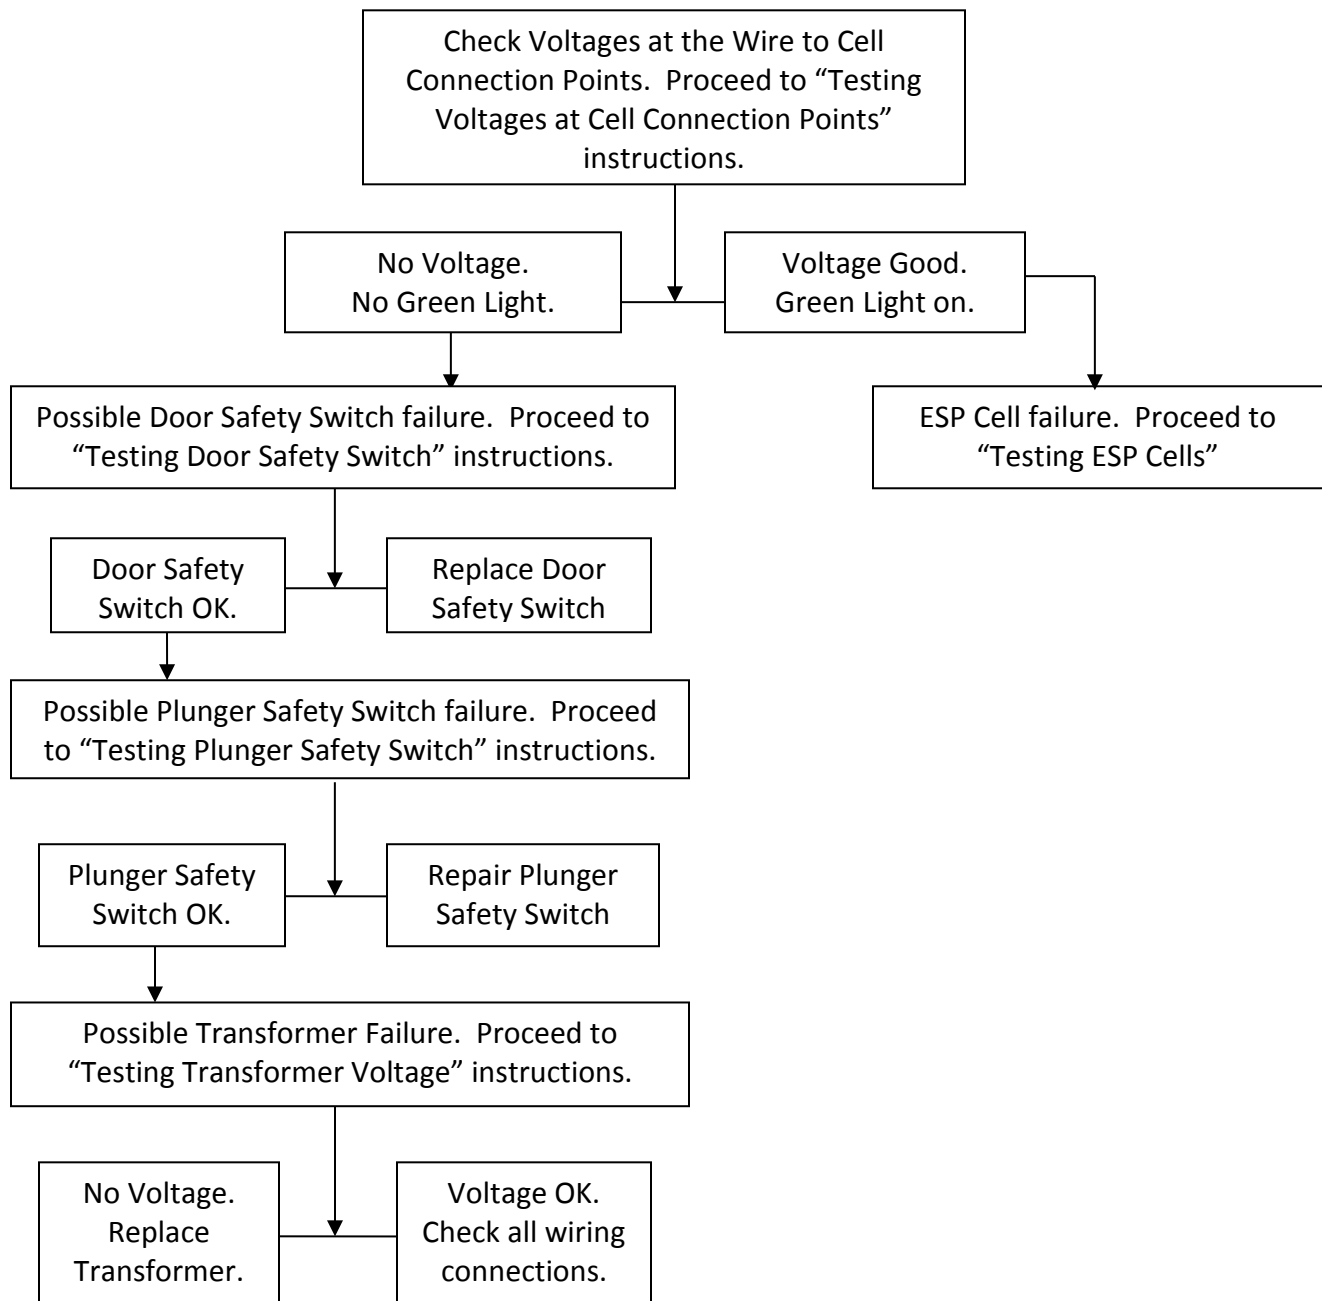 Check Voltages at the Wire to Cell
Connection Points.  Proceed to “Testing
Voltages at Cell Connection Points”
instructions.
No Voltage.
No Green Light.
Voltage Good.
Green Light on.
Possible Door Safety Switch failure.  Proceed to
“Testing Door Safety Switch” instructions.
ESP Cell failure.  Proceed to
“Testing ESP Cells”
Door Safety
Switch OK.
Replace Door
Safety Switch
Possible Plunger Safety Switch failure.  Proceed
to “Testing Plunger Safety Switch” instructions.
Plunger Safety
Switch OK.
Repair Plunger
Safety Switch
Possible Transformer Failure.  Proceed to
“Testing Transformer Voltage” instructions.
No Voltage.
Replace
Transformer.
Voltage OK.
Check all wiring
connections.